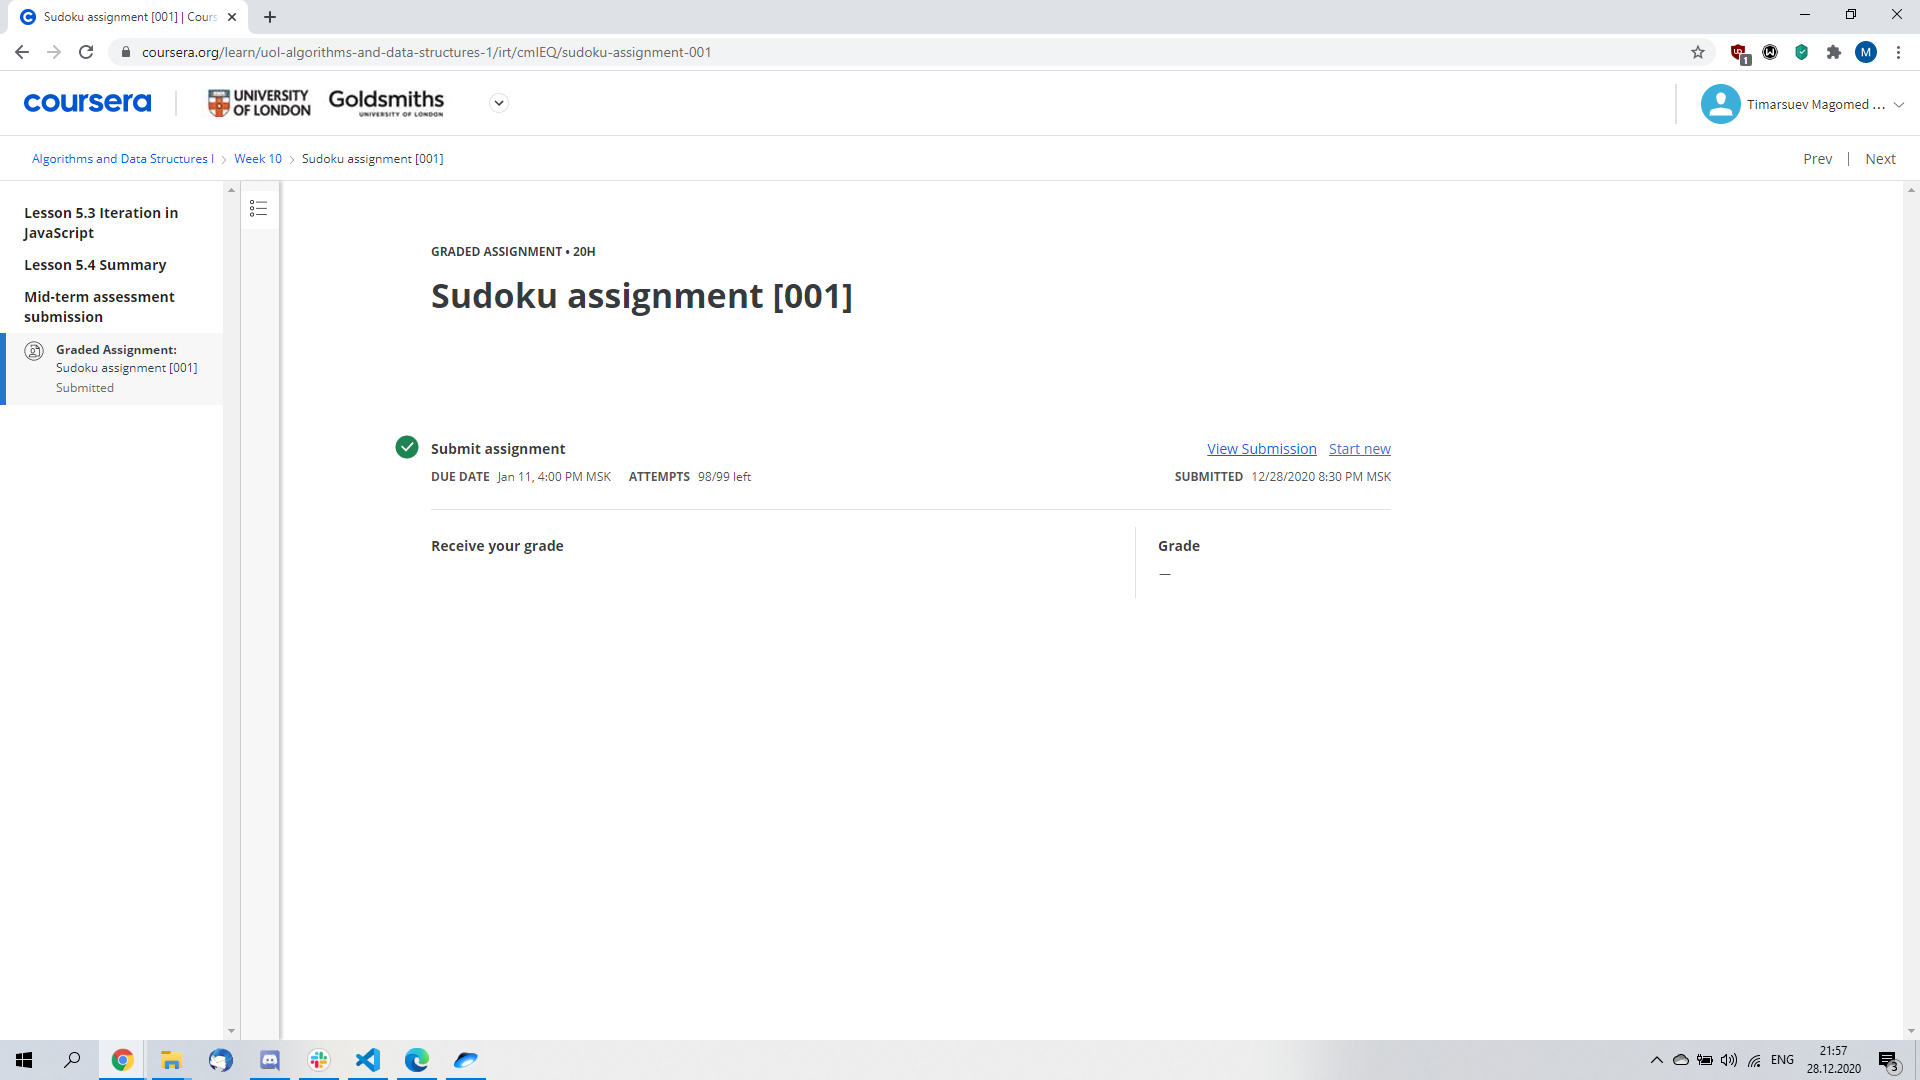 Sudoku assignment [001] | Cours
coursera.org/learn/uol-algorithms-and-data-structures-1/irt/cmIEQ/sudoku-assignment-001
1
M
coursera
UNIVERSITY OF LONDON
Goldsmiths
UNIVERSITY OF LONDON
Timarsuev Magomed ...
Algorithms and Data Structures I
Week 10
Sudoku assignment [001]
Prev | Next
Lesson 5.3 Iteration in
JavaScript
Lesson 5.4 Summary
Mid-term assessment
submission
Graded Assignment:
Sudoku assignment [001]
Submitted
GRADED ASSIGNMENT • 20H
Sudoku assignment [001]
Submit assignment
View Submission Start new
DUE DATE Jan 11, 4:00 PM MSK ATTEMPTS 98/99 left
SUBMITTED 12/28/2020 8:30 PM MSK
Receive your grade
Grade
—
ENG
21:57
28.12.2020
3